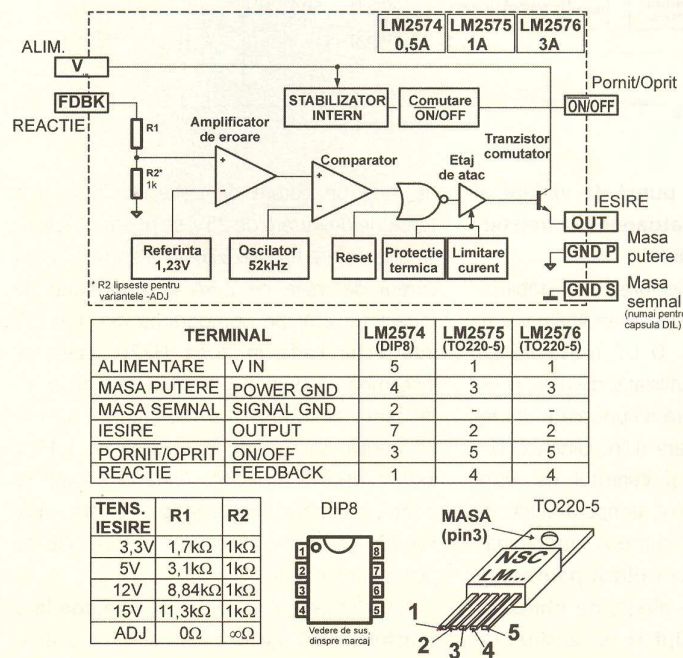 LM2574 LM2575 LM2576
0,5A 1A 3A
ALIM.
V
FDBK
REACTIE
R1
R2*
1k
Amplificator
de eroare
STABILIZATOR
INTERN
Comutare
ON/OFF
Pornit/Oprit
ON/OFF
Tranzistor
comutator
Comparator
Etaj
de atac
IESIRE
OUT
Masa
putere
GND P
GND S
Masa
semnal
(numai pentru
capsula DIL)
Referinta
1,23V
Oscilator
52kHz
Reset
Protectie
termica
Limitare
curent
* R2 lipseste pentru
variantele -ADJ
TERMINAL LM2574 (DIP8) LM2575 (TO220-5) LM2576 (TO220-5)
ALIMENTARE V IN 5 1 1
MASA PUTERE POWER GND 4 3 3
MASA SEMNAL SIGNAL GND 2 - -
IESIRE OUTPUT 7 2 2
PORNIT/OPRIT ON/OFF 3 5 5
REACTIE FEEDBACK 1 4 4
TENS. IESIRE R1 R2
3,3V 1,7kΩ 1kΩ
5V 3,1kΩ 1kΩ
12V 8,84kΩ 1kΩ
15V 11,3kΩ 1kΩ
ADJ 0Ω ∞Ω
DIP8
1 8
2 7
3 6
4 5
Vedere de sus,
dinspre marcaj
TO220-5
MASA
(pin3)
NSC
LM...
1
2
3
4
5